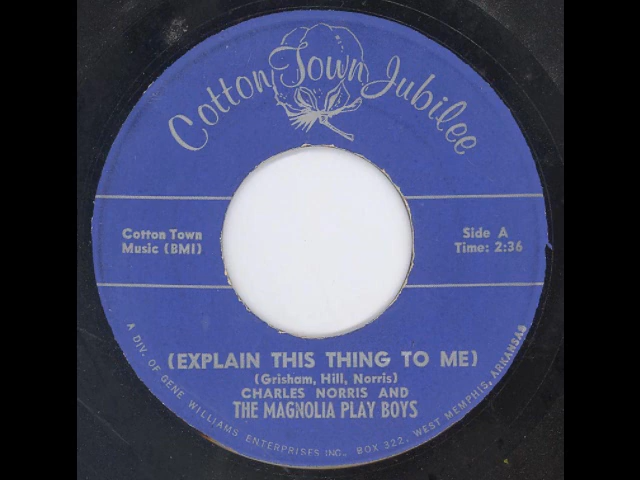 Cotton Town Jubilee
Cotton Town
Music (BMI)
Side A
Time: 2:36
(EXPLAIN THIS THING TO ME)
(Grisham, Hill, Norris)
CHARLES NORRIS AND
THE MAGNOLIA PLAY BOYS
A DIV. OF GENE WILLIAMS ENTERPRISES INC., BOX 322, WEST MEMPHIS, ARKANSAS